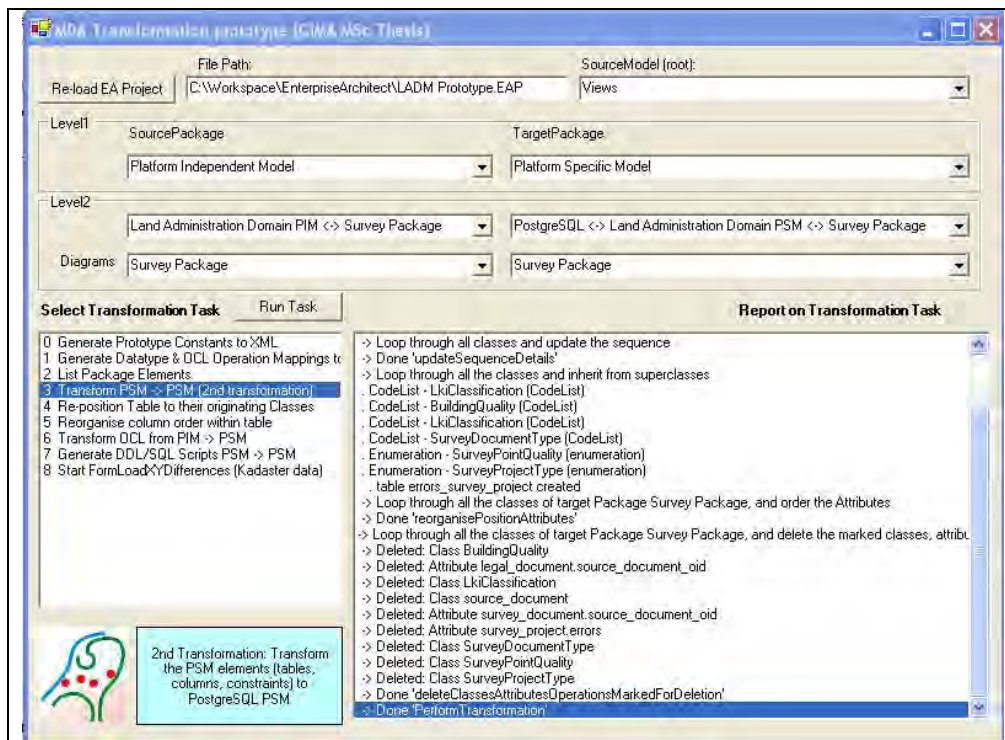 MDA Transformation prototype (GIMA MSc Thesis)
File Path:
SourceModel (root):
Re-load EA Project
C:\Workspace\EnterpriseArchitect\LADM Prototype.EAP
Views
Level1
SourcePackage
TargetPackage
Platform Independent Model
Platform Specific Model
Level2
Land Administration Domain PIM <-> Survey Package
PostgreSQL <-> Land Administration Domain PSM <-> Survey Package
Diagrams
Survey Package
Survey Package
Select Transformation Task
Run Task
Report on Transformation Task
0 Generate Prototype Constants to XML
1 Generate Datatype & OCL Operation Mappings to
2 List Package Elements
3 Transform PSM -> PSM (2nd transformation)
4 Re-position Table to their originating Classes
5 Reorganise column order within table
6 Transform OCL from PIM -> PSM
7 Generate DDL/SQL Scripts PSM -> PSM
8 Start FormLoadXYDifferences (Kadaster data)
-> Loop through all classes and update the sequence
-> Done 'updateSequenceDetails'
-> Loop through all the classes and inherit from superclasses
. CodeList - LkiClassification (CodeList)
. CodeList - BuildingQuality (CodeList)
. CodeList - LkiClassification (CodeList)
. CodeList - SurveyDocumentType (CodeList)
. Enumeration - SurveyPointQuality (enumeration)
. Enumeration - SurveyProjectType (enumeration)
. table errors_survey_project created
-> Loop through all the classes of target Package Survey Package, and order the Attributes
-> Done 'reorganisePositionAttributes'
-> Loop through all the classes of target Package Survey Package, and delete the marked classes, attribu
-> Deleted: Class BuildingQuality
-> Deleted: Attribute legal_document.source_document_oid
-> Deleted: Class LkiClassification
-> Deleted: Class source_document
-> Deleted: Attribute survey_document.source_document_oid
-> Deleted: Attribute survey_project.errors
-> Deleted: Class SurveyDocumentType
-> Deleted: Class SurveyPointQuality
-> Deleted: Class SurveyProjectType
-> Done 'deleteClassesAttributesOperationsMarkedForDeletion'
-> Done 'PerformTransformation'
2nd Transformation: Transform
the PSM elements (tables,
columns, constraints) to
PostgreSQL PSM